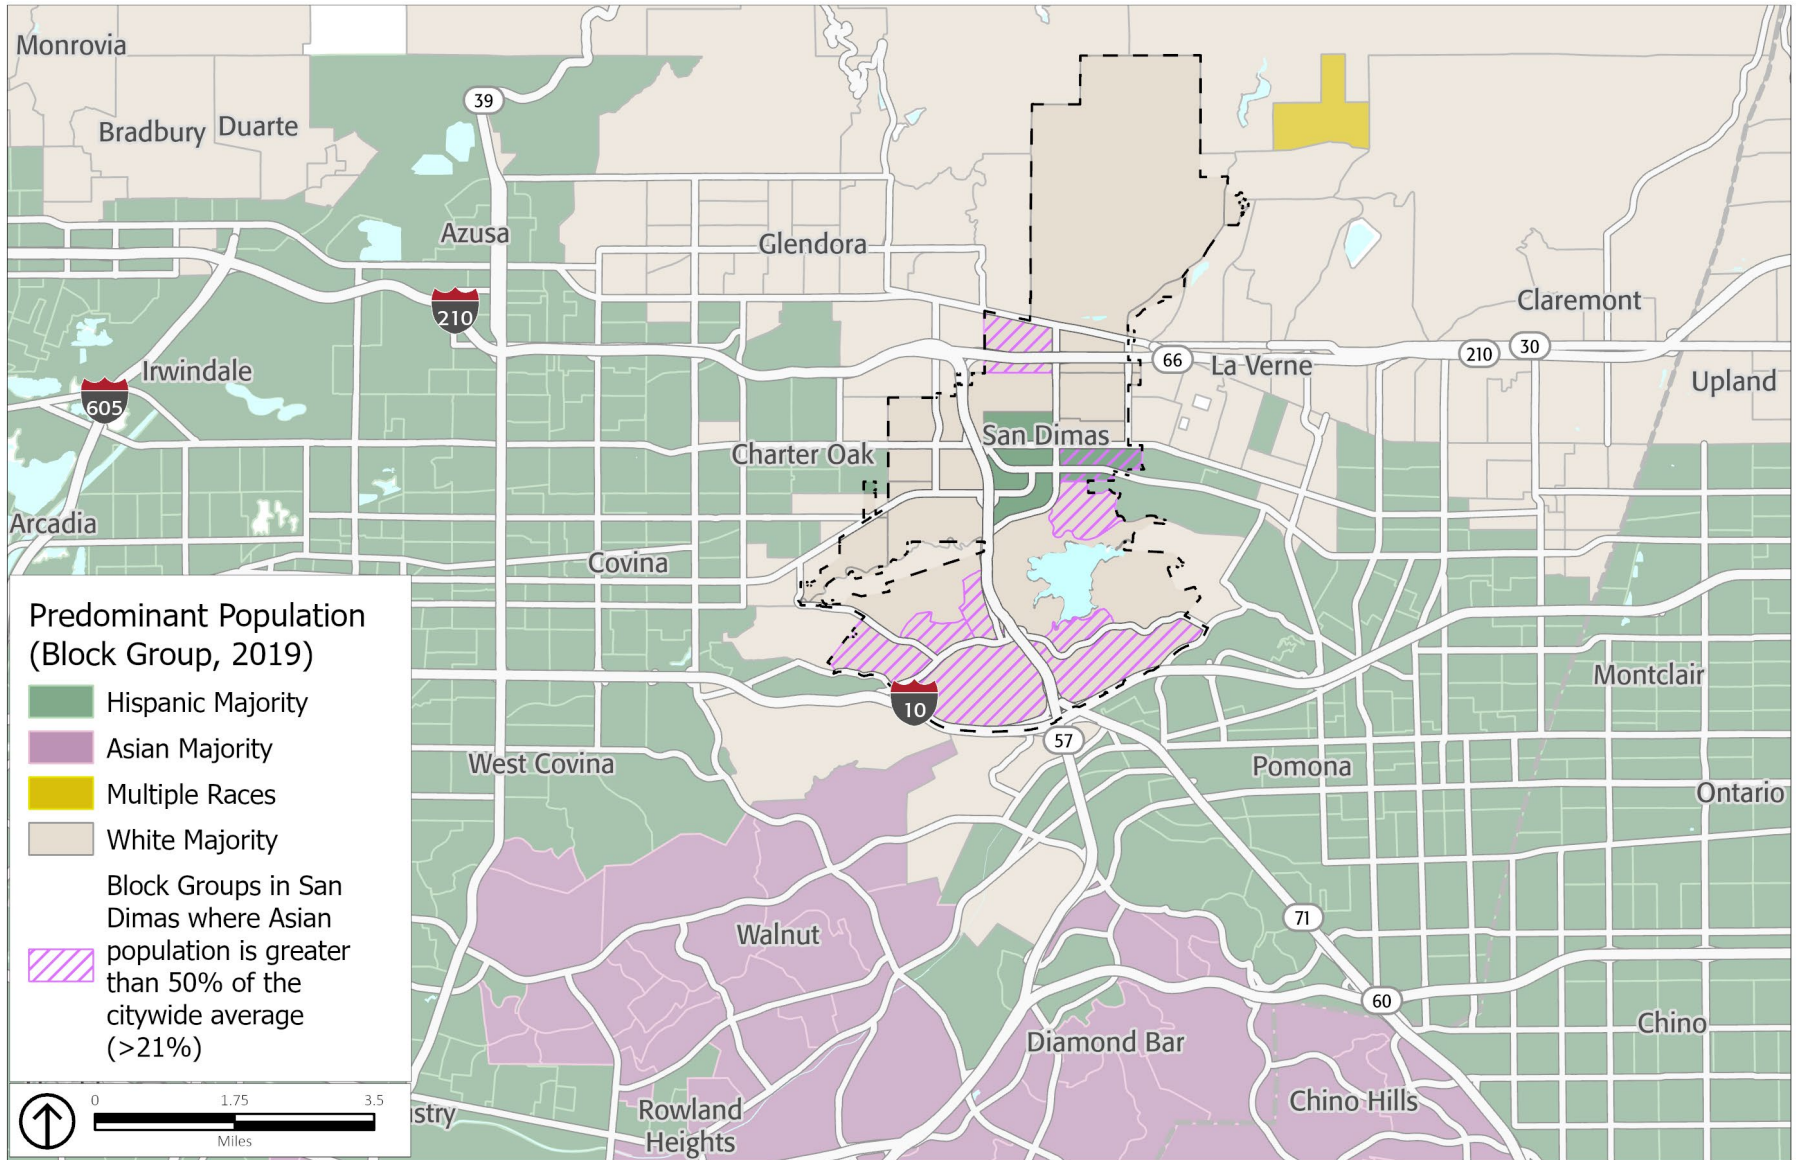 Monrovia
39
Bradbury
Duarte
Azusa
Glendora
Claremont
210
Irwindale
66
210
30
La Verne
Upland
605
San Dimas
Charter Oak
Arcadia
Covina
Predominant Population
(Block Group, 2019)
Hispanic Majority
Asian Majority
Multiple Races
White Majority
Block Groups in San
Dimas where Asian
population is greater
than 50% of the
citywide average
(>21%)
Montclair
10
57
West Covina
Pomona
Ontario
Walnut
71
60
Chino
Diamond Bar
Chino Hills
Rowland
Heights
0 1.75 3.5
Miles